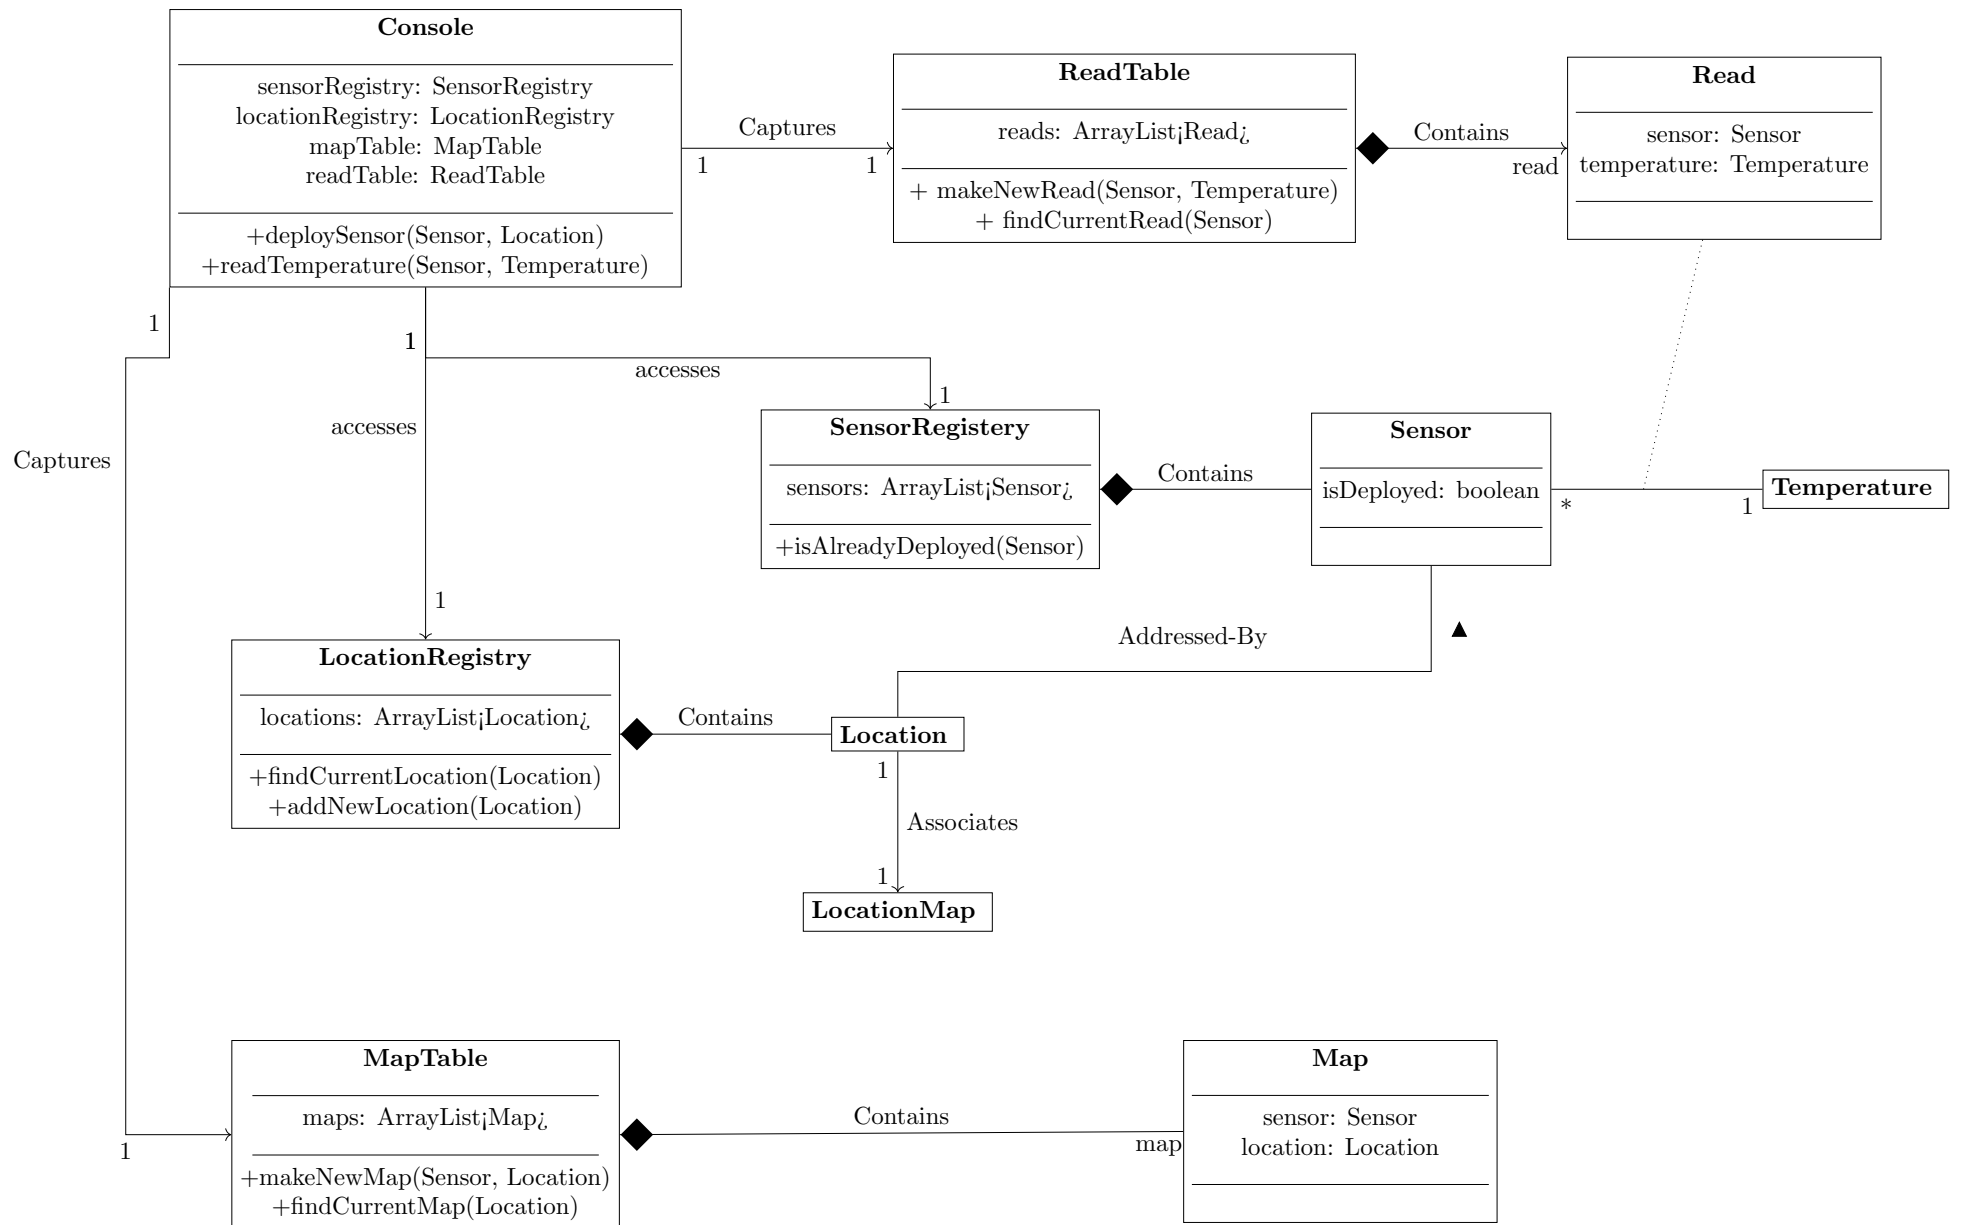 Console
sensorRegistry: SensorRegistry
locationRegistry: LocationRegistry
mapTable: MapTable
readTable: ReadTable
+deploySensor(Sensor, Location)
+readTemperature(Sensor, Temperature)
Captures
1
1
ReadTable
reads: ArrayList¡Read¿
+ makeNewRead(Sensor, Temperature)
+ findCurrentRead(Sensor)
Contains
read
Read
sensor: Sensor
temperature: Temperature
1
1
accesses
1
accesses
Captures
SensorRegistery
sensors: ArrayList¡Sensor¿
+isAlreadyDeployed(Sensor)
Contains
Sensor
isDeployed: boolean
*
1
Temperature
1
Addressed-By
▲
LocationRegistry
locations: ArrayList¡Location¿
+findCurrentLocation(Location)
+addNewLocation(Location)
Contains
Location
1
Associates
1
LocationMap
1
MapTable
maps: ArrayList¡Map¿
+makeNewMap(Sensor, Location)
+findCurrentMap(Location)
Contains
map
Map
sensor: Sensor
location: Location